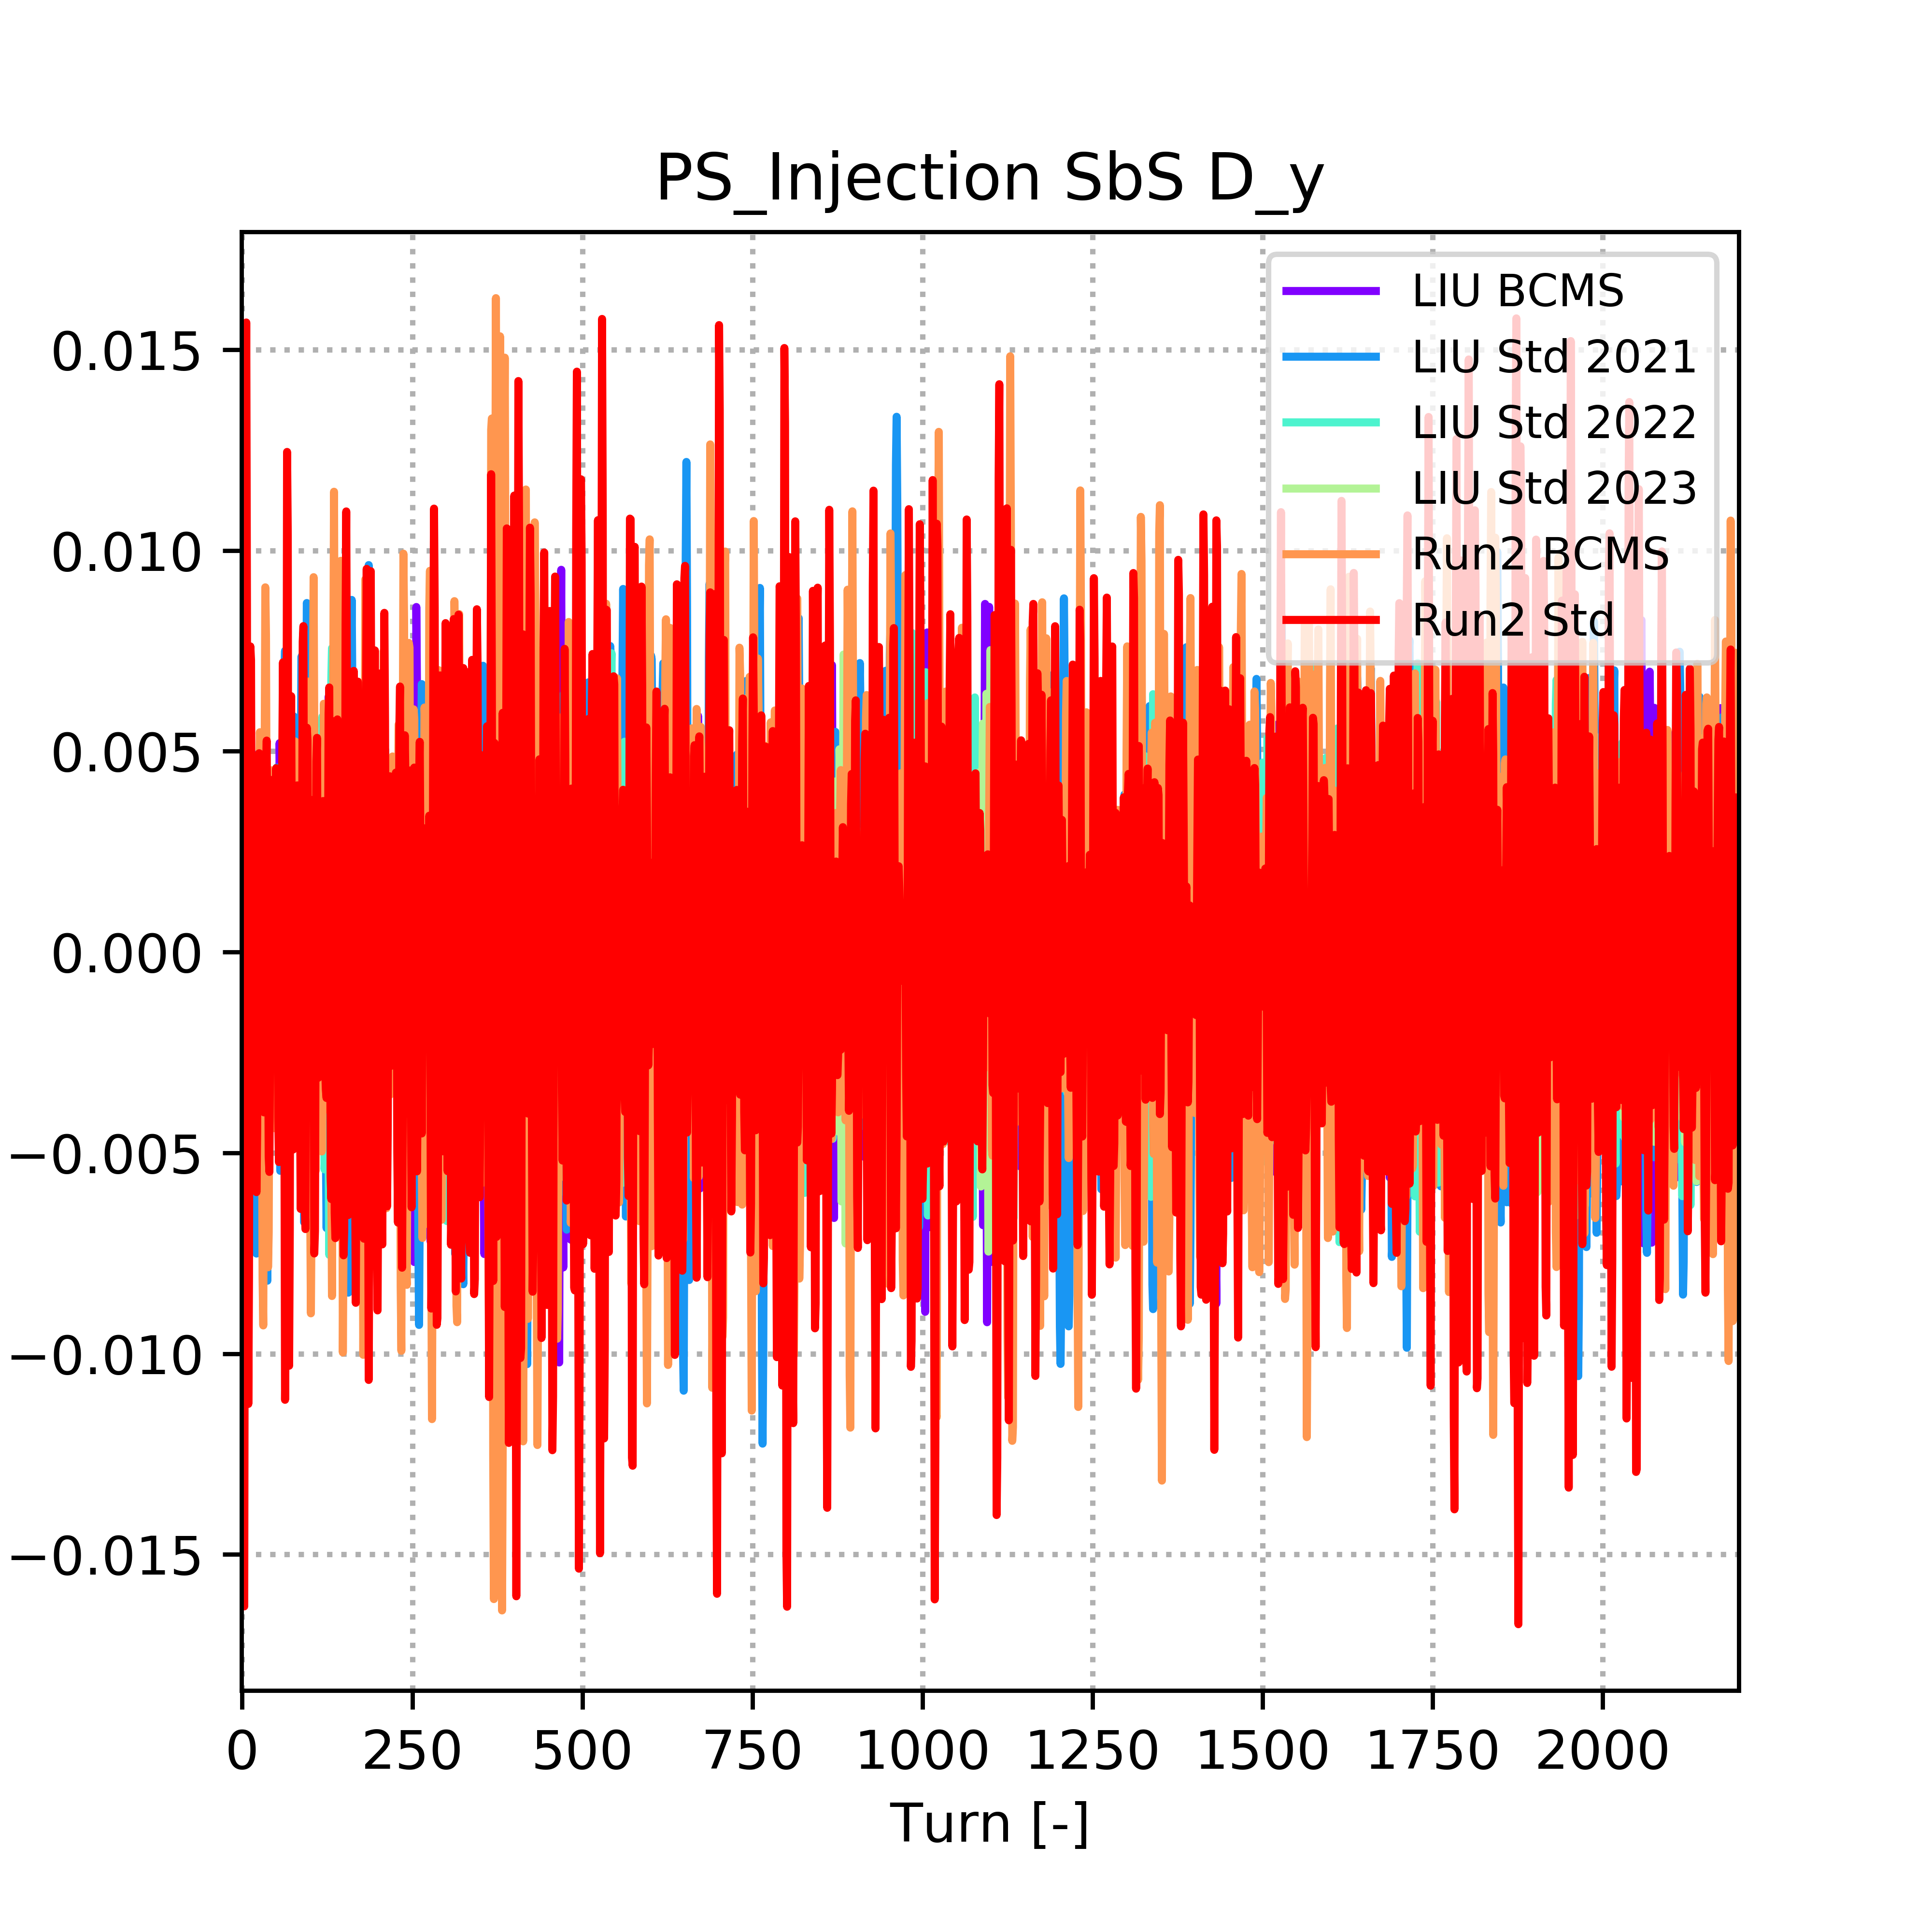 PS_Injection SbS D_y
LIU BCMS
LIU Std 2021
LIU Std 2022
LIU Std 2023
Run2 BCMS
Run2 Std
0.015
0.010
0.005
0.000
−0.005
−0.010
−0.015
0 250 500 750 1000 1250 1500 1750 2000
Turn [-]